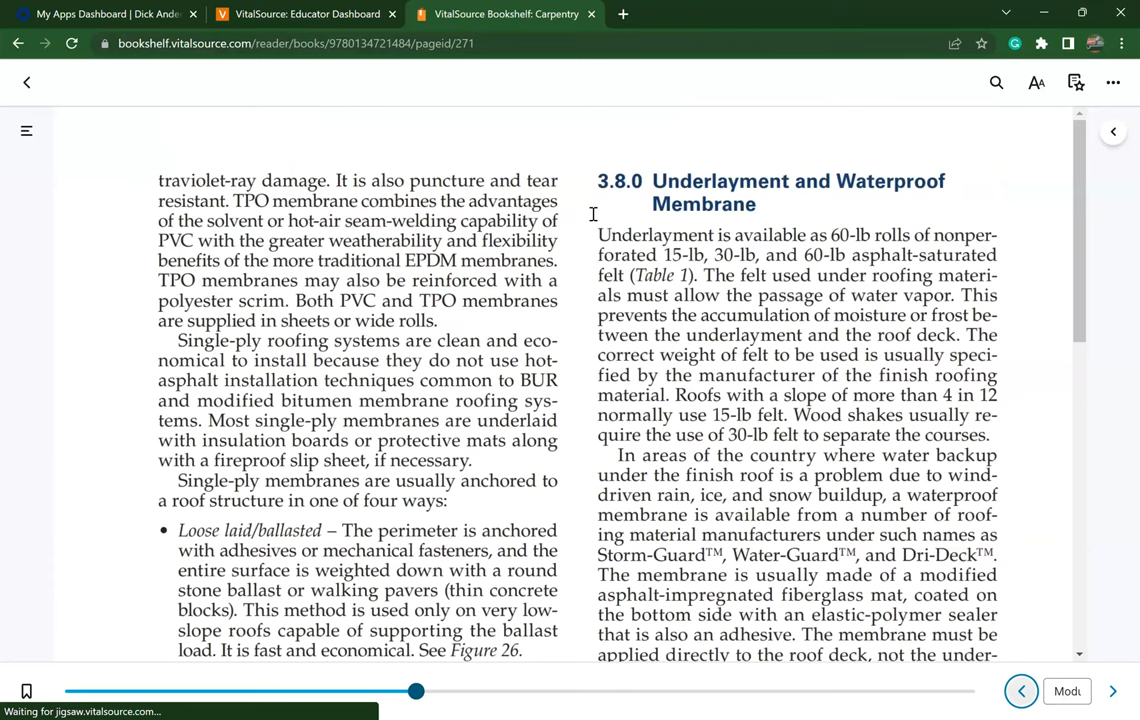 My Apps Dashboard | Dick Ander
VitalSource: Educator Dashboard
VitalSource Bookshelf: Carpentry
bookshelf.vitalsource.com/reader/books/9780134721484/pageid/271
traviolet-ray damage. It is also puncture and tear
resistant. TPO membrane combines the advantages
of the solvent or hot-air seam-welding capability of
PVC with the greater weatherability and flexibility
benefits of the more traditional EPDM membranes.
TPO membranes may also be reinforced with a
polyester scrim. Both PVC and TPO membranes
are supplied in sheets or wide rolls.
Single-ply roofing systems are clean and eco-
nomical to install because they do not use hot-
asphalt installation techniques common to BUR
and modified bitumen membrane roofing sys-
tems. Most single-ply membranes are underlaid
with insulation boards or protective mats along
with a fireproof slip sheet, if necessary.
Single-ply membranes are usually anchored to
a roof structure in one of four ways:
• Loose laid/ballasted – The perimeter is anchored
with adhesives or mechanical fasteners, and the
entire surface is weighted down with a round
stone ballast or walking pavers (thin concrete
blocks). This method is used only on very low-
slope roofs capable of supporting the ballast
load. It is fast and economical. See Figure 26.
3.8.0 Underlayment and Waterproof
Membrane
Underlayment is available as 60-lb rolls of nonper-
forated 15-lb, 30-lb, and 60-lb asphalt-saturated
felt (Table 1). The felt used under roofing materi-
als must allow the passage of water vapor. This
prevents the accumulation of moisture or frost be-
tween the underlayment and the roof deck. The
correct weight of felt to be used is usually speci-
fied by the manufacturer of the finish roofing
material. Roofs with a slope of more than 4 in 12
normally use 15-lb felt. Wood shakes usually re-
quire the use of 30-lb felt to separate the courses.
In areas of the country where water backup
under the finish roof is a problem due to wind-
driven rain, ice, and snow buildup, a waterproof
membrane is available from a number of roof-
ing material manufacturers under such names as
Storm-Guard™, Water-Guard™, and Dri-Deck™.
The membrane is usually made of a modified
asphalt-impregnated fiberglass mat, coated on
the bottom side with an elastic-polymer sealer
that is also an adhesive. The membrane must be
applied directly to the roof deck, not the under-
Modu
Waiting for jigsaw.vitalsource.com...